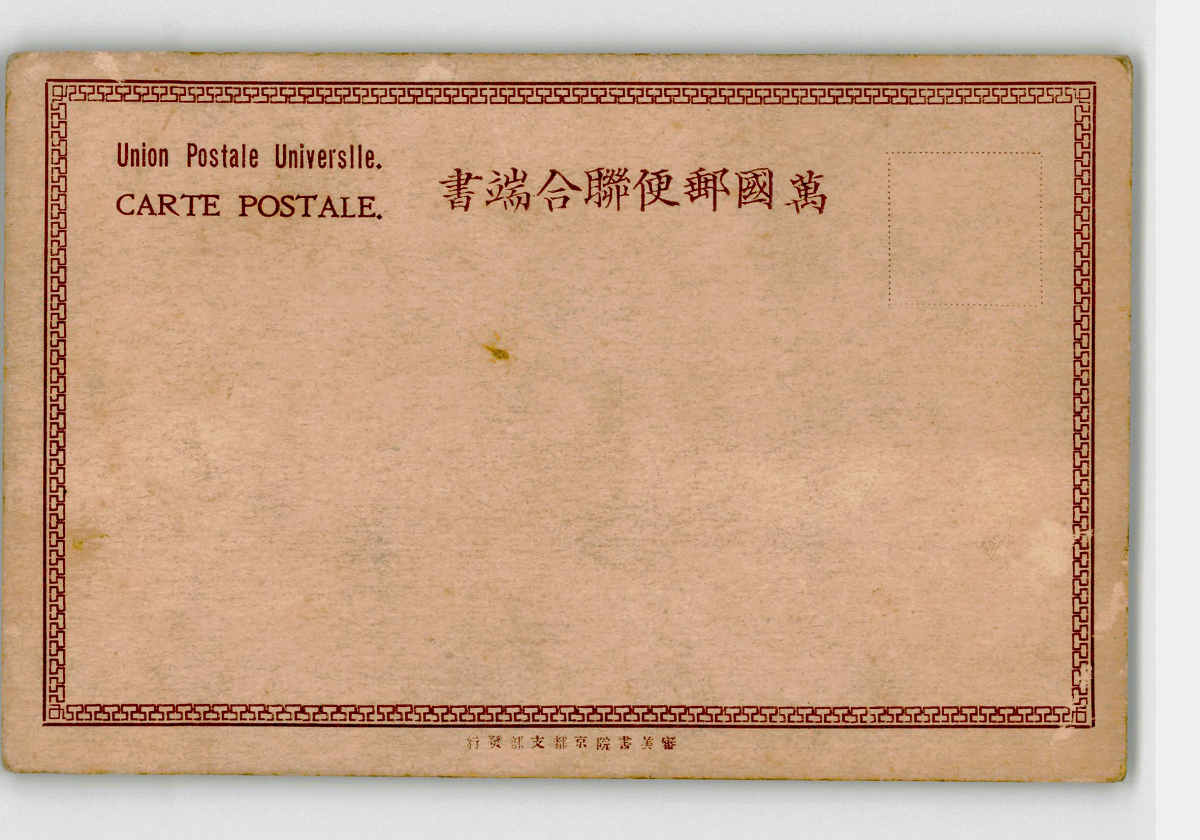 Union Postale Universlle.
CARTE POSTALE.
萬國郵便聯合端書
審美書院京都支部發行